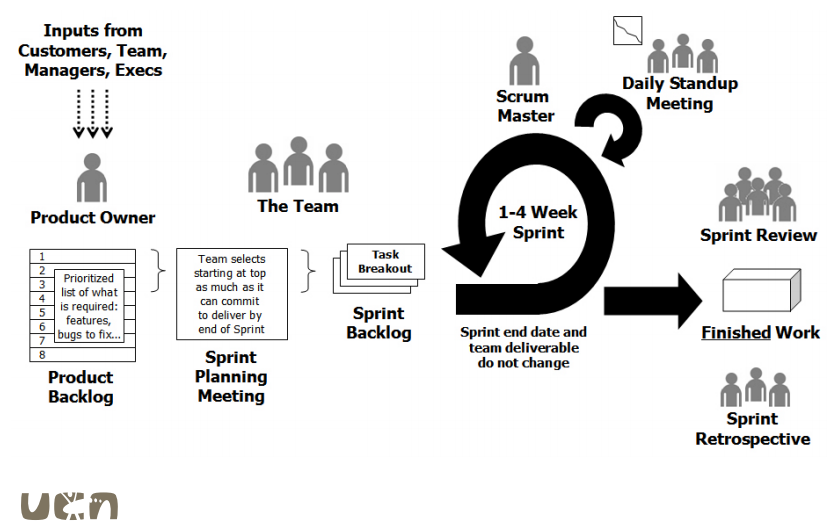 Inputs from
Customers, Team,
Managers, Execs
Product Owner
The Team
Scrum
Master
Daily Standup
Meeting
1-4 Week
Sprint
Sprint Review
1
2
3
4
5
6
7
8
Prioritized
list of what
is required:
features,
bugs to fix...
Product
Backlog
Team selects
starting at top
as much as it
can commit
to deliver by
end of Sprint
Sprint
Planning
Meeting
Task
Breakout
Sprint
Backlog
Sprint end date and
team deliverable
do not change
Finished Work
Sprint
Retrospective
ucn